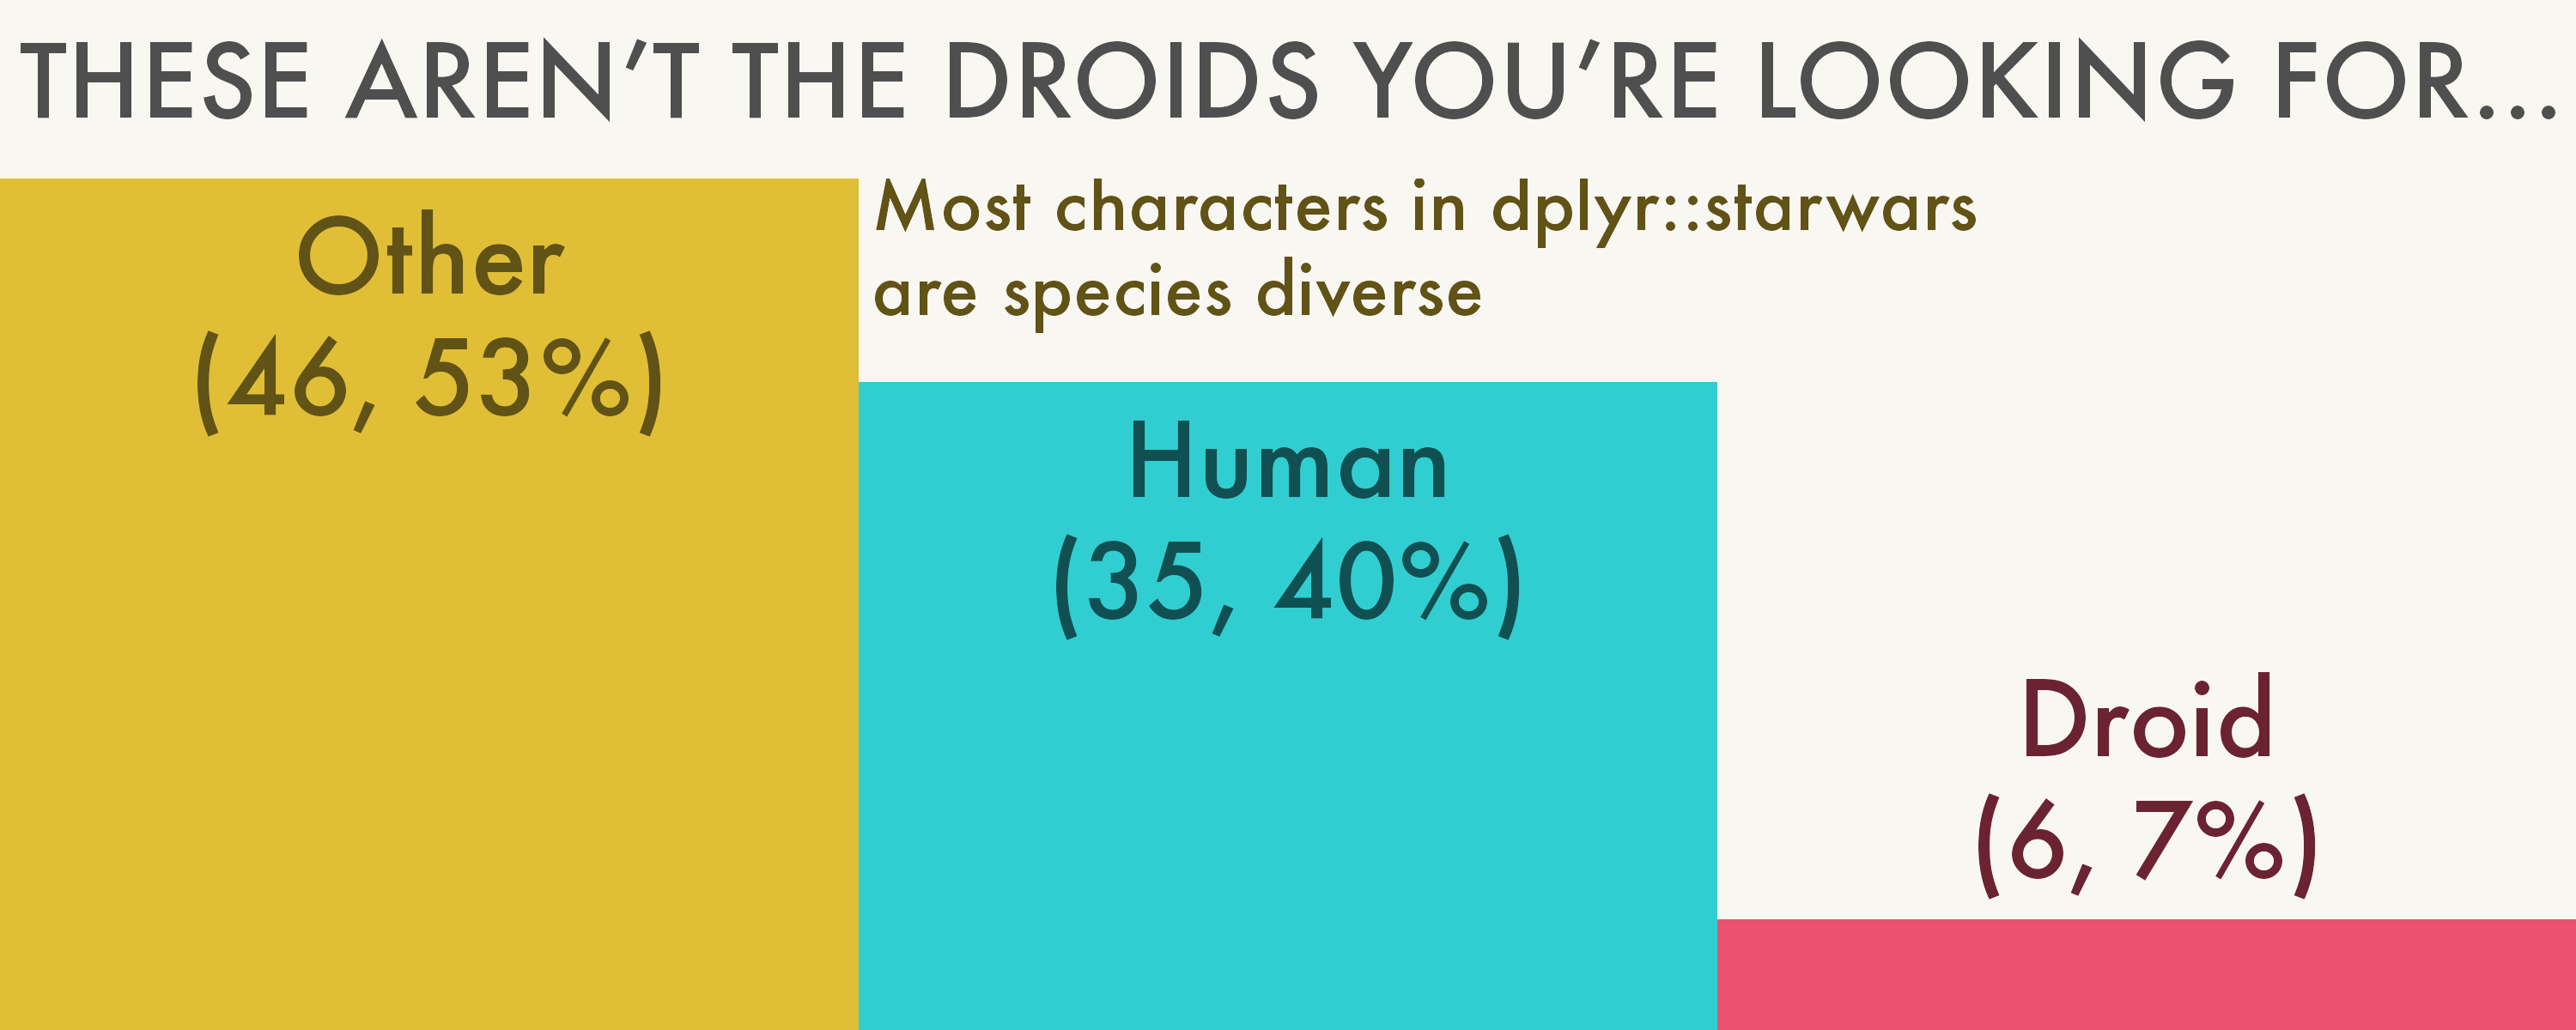 THESE AREN’T THE DROIDS YOU’RE LOOKING FOR...
Most characters in dplyr::starwars
are species diverse
Other
(46, 53%)
Human
(35, 40%)
Droid
(6, 7%)